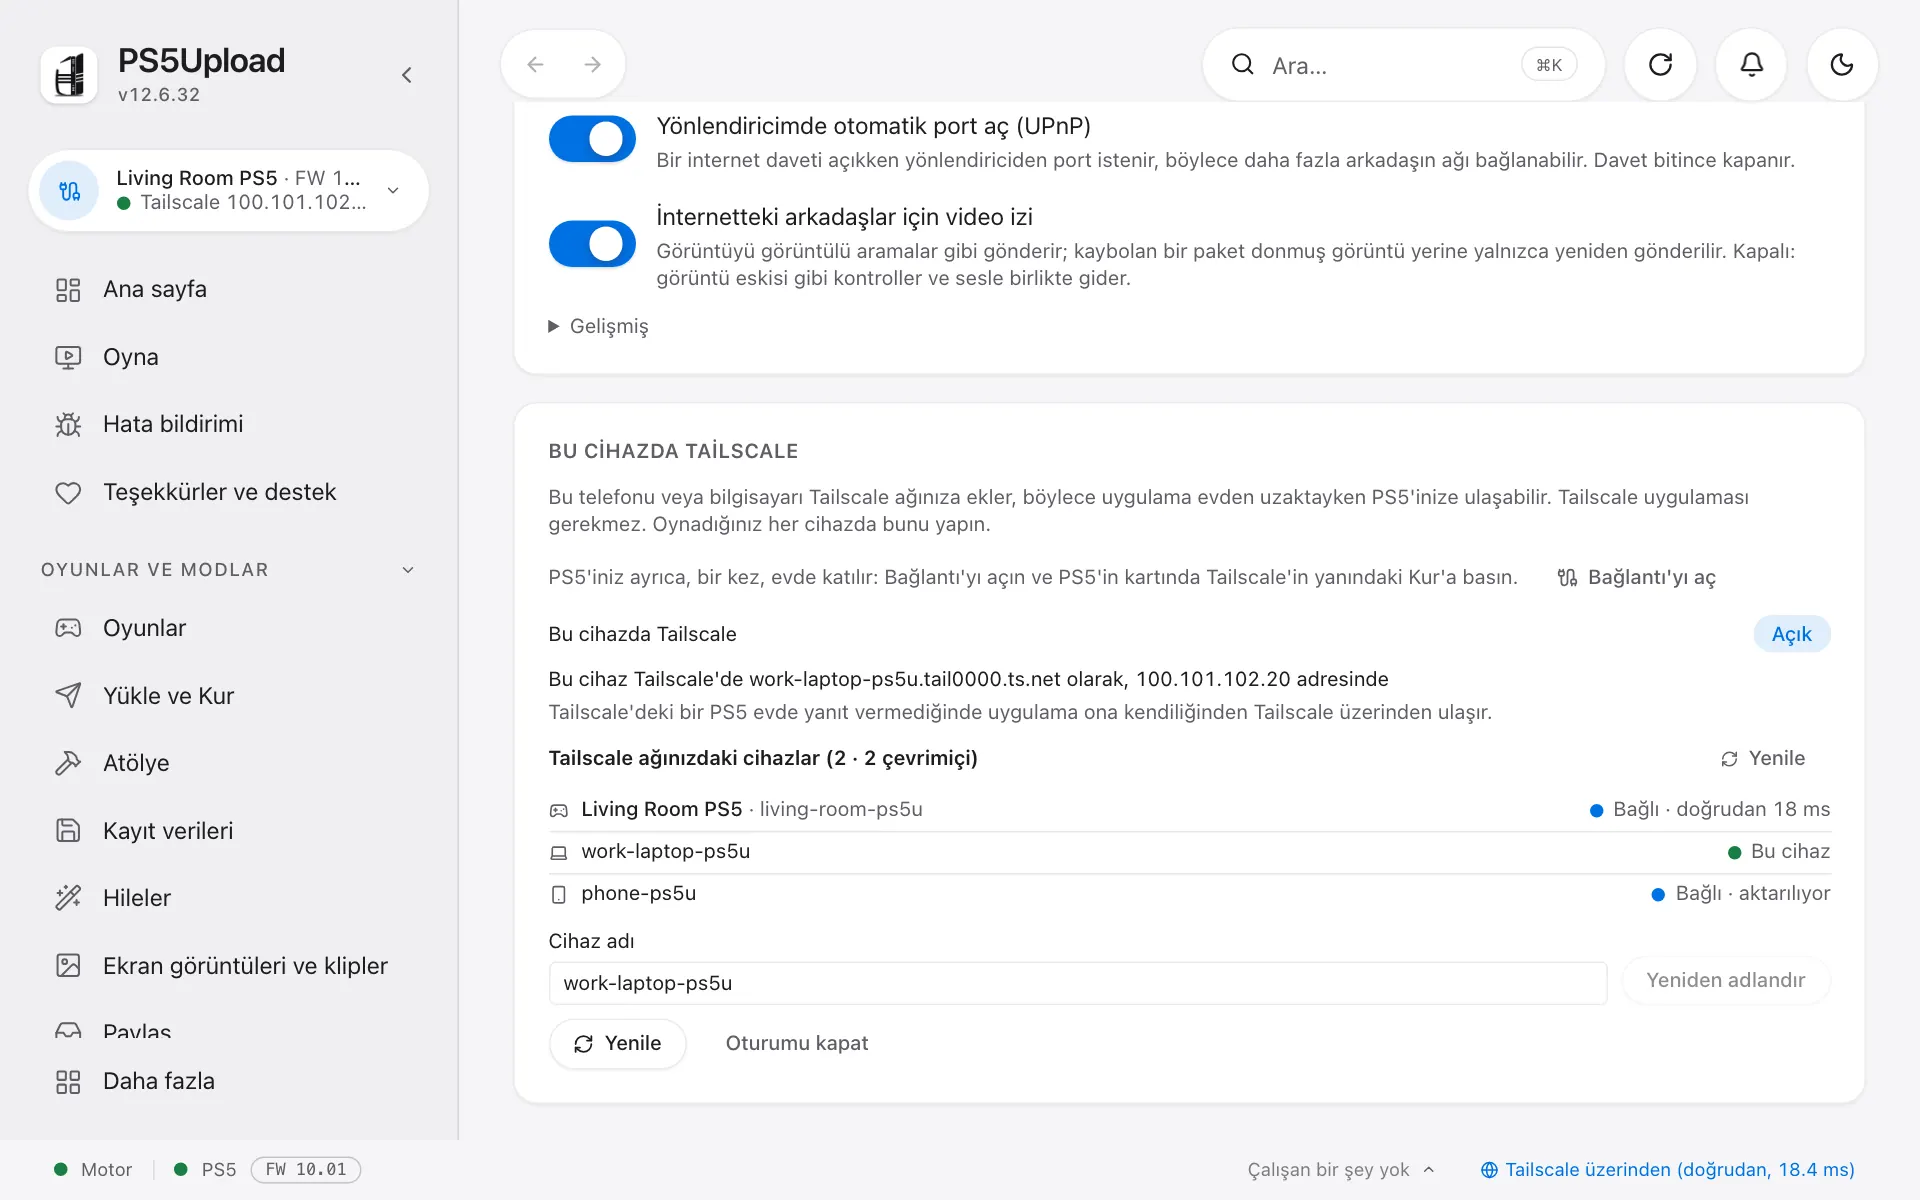 PS5Upload
v12.6.32
Living Room PS5 · FW 1...
Tailscale 100.101.102...
Ana sayfa
Oyna
Hata bildirimi
Teşekkürler ve destek
OYUNLAR VE MODLAR
Oyunlar
Yükle ve Kur
Atölye
Kayıt verileri
Hileler
Ekran görüntüleri ve klipler
Paylaş
Daha fazla
Ara...
⌘K
Yönlendiricimde otomatik port aç (UPnP)
Bir internet daveti açıkken yönlendiriciden port istenir, böylece daha fazla arkadaşın ağı bağlanabilir. Davet bitince kapanır.
İnternetteki arkadaşlar için video izi
Görüntüyü görüntülü aramalar gibi gönderir; kaybolan bir paket donmuş görüntü yerine yalnızca yeniden gönderilir. Kapalı:
görüntü eskisi gibi kontroller ve sesle birlikte gider.
Gelişmiş
BU CİHAZDA TAİLSCALE
Bu telefonu veya bilgisayarı Tailscale ağınıza ekler, böylece uygulama evden uzaktayken PS5'inize ulaşabilir. Tailscale uygulaması
gerekmez. Oynadığınız her cihazda bunu yapın.
PS5'iniz ayrıca, bir kez, evde katılır: Bağlantı'yı açın ve PS5'in kartında Tailscale'in yanındaki Kur'a basın.
Bağlantı'yı aç
Bu cihazda Tailscale
Açık
Bu cihaz Tailscale'de work-laptop-ps5u.tail0000.ts.net olarak, 100.101.102.20 adresinde
Tailscale'deki bir PS5 evde yanıt vermediğinde uygulama ona kendiliğinden Tailscale üzerinden ulaşır.
Tailscale ağınızdaki cihazlar (2 · 2 çevrimiçi)
Yenile
Living Room PS5 · living-room-ps5u
Bağlı · doğrudan 18 ms
work-laptop-ps5u
Bu cihaz
phone-ps5u
Bağlı · aktarılıyor
Cihaz adı
work-laptop-ps5u
Yeniden adlandır
Yenile
Oturumu kapat
Motor
PS5
FW 10.01
Çalışan bir şey yok
Tailscale üzerinden (doğrudan, 18.4 ms)